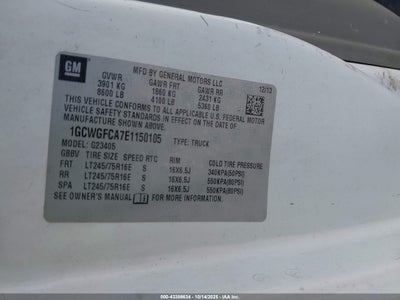 GM
MFD BY GENERAL MOTORS LLC
12/13
GVWR GAWR FRT GAWR RR
3901 KG 1860 KG 2431 KG
8600 LB 4100 LB 5360 LB
THIS VEHICLE CONFORMS TO ALL APPLICABLE U.S. FEDERAL MOTOR
VEHICLE SAFETY STANDARDS IN EFFECT ON THE DATE OF
MANUFACTURE SHOWN ABOVE.
1GCWGFCA7E1150105 TYPE: TRUCK
MODEL: G23405
GBBV TIRE SIZE SPEED RTG RIM COLD TIRE PRESSURE
FRT LT245/75R16E S 16X6.5J 340KPA(50PSI)
RR LT245/75R16E S 16X6.5J 550KPA(80PSI)
SPA LT245/75R16E S 16X6.5J 550KPA(80PSI)
SEE OWNER'S MANUAL FOR MORE INFORMATION.
000-43398634 | 10/14/2025 - COPYRIGHT IAA